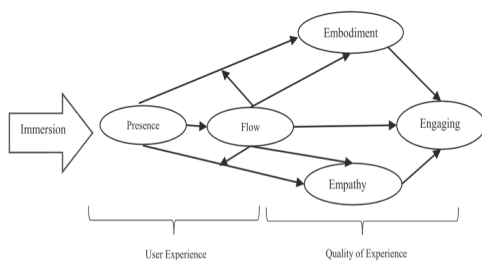 Embodiment
Immersion
Presence
Flow
Engaging
Empathy
User Experience
Quality of Experience